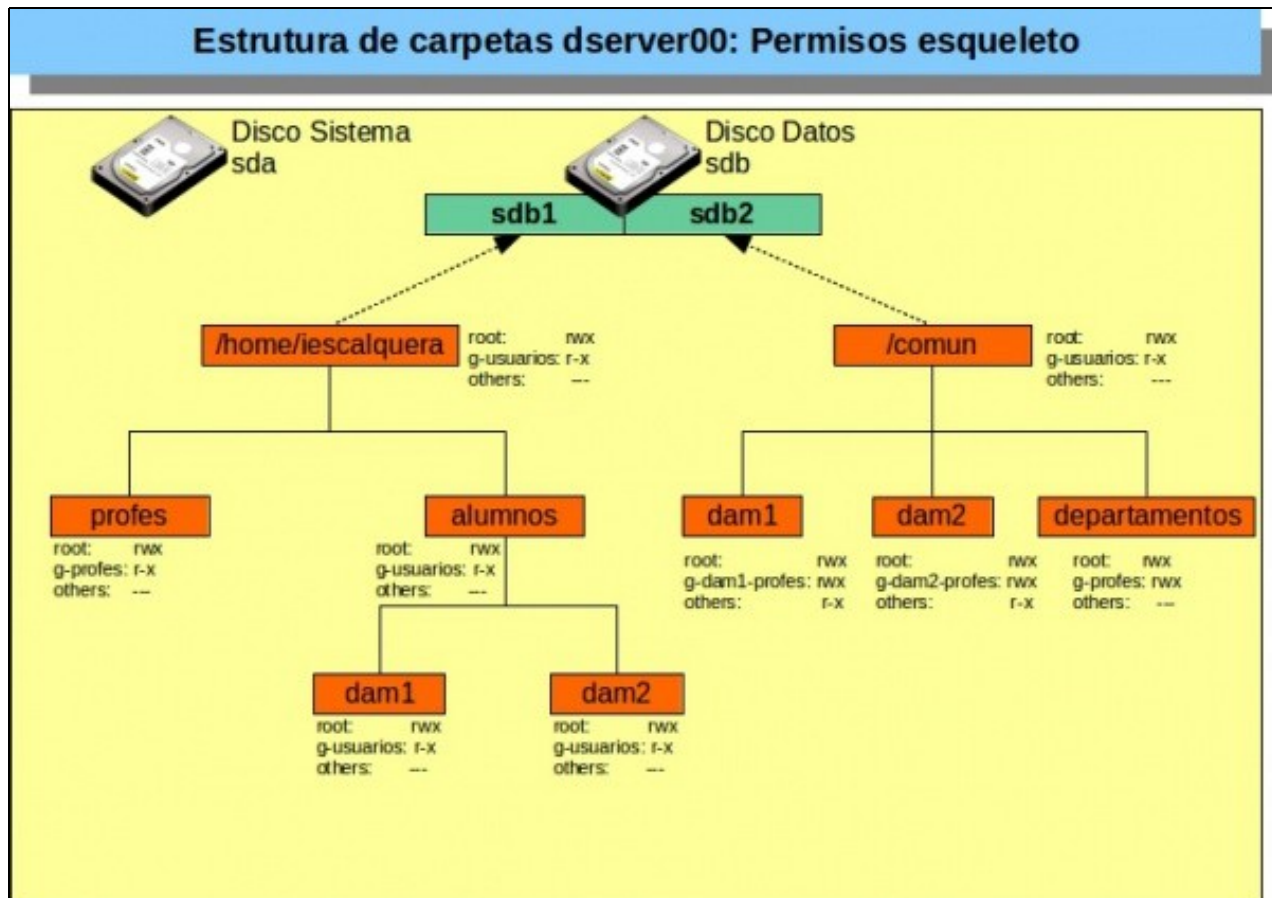 Estrutura de carpetas dserver00: Permisos esqueleto
Disco Sistema
sda
Disco Datos
sdb
sdb1
sdb2
/home/iescalquera
root: rwx
g-usuarios: r-x
others: ---
/comun
root: rwx
g-usuarios: r-x
others: ---
profes
root: rwx
g-profes: r-x
others: ---
alumnos
root: rwx
g-usuarios: r-x
others: ---
dam1
root: rwx
g-dam1-profes: rwx
others: r-x
dam2
root: rwx
g-dam2-profes: rwx
others: r-x
departamentos
root: rwx
g-profes: rwx
others: ---
dam1
root: rwx
g-usuarios: r-x
others: ---
dam2
root: rwx
g-usuarios: r-x
others: ---